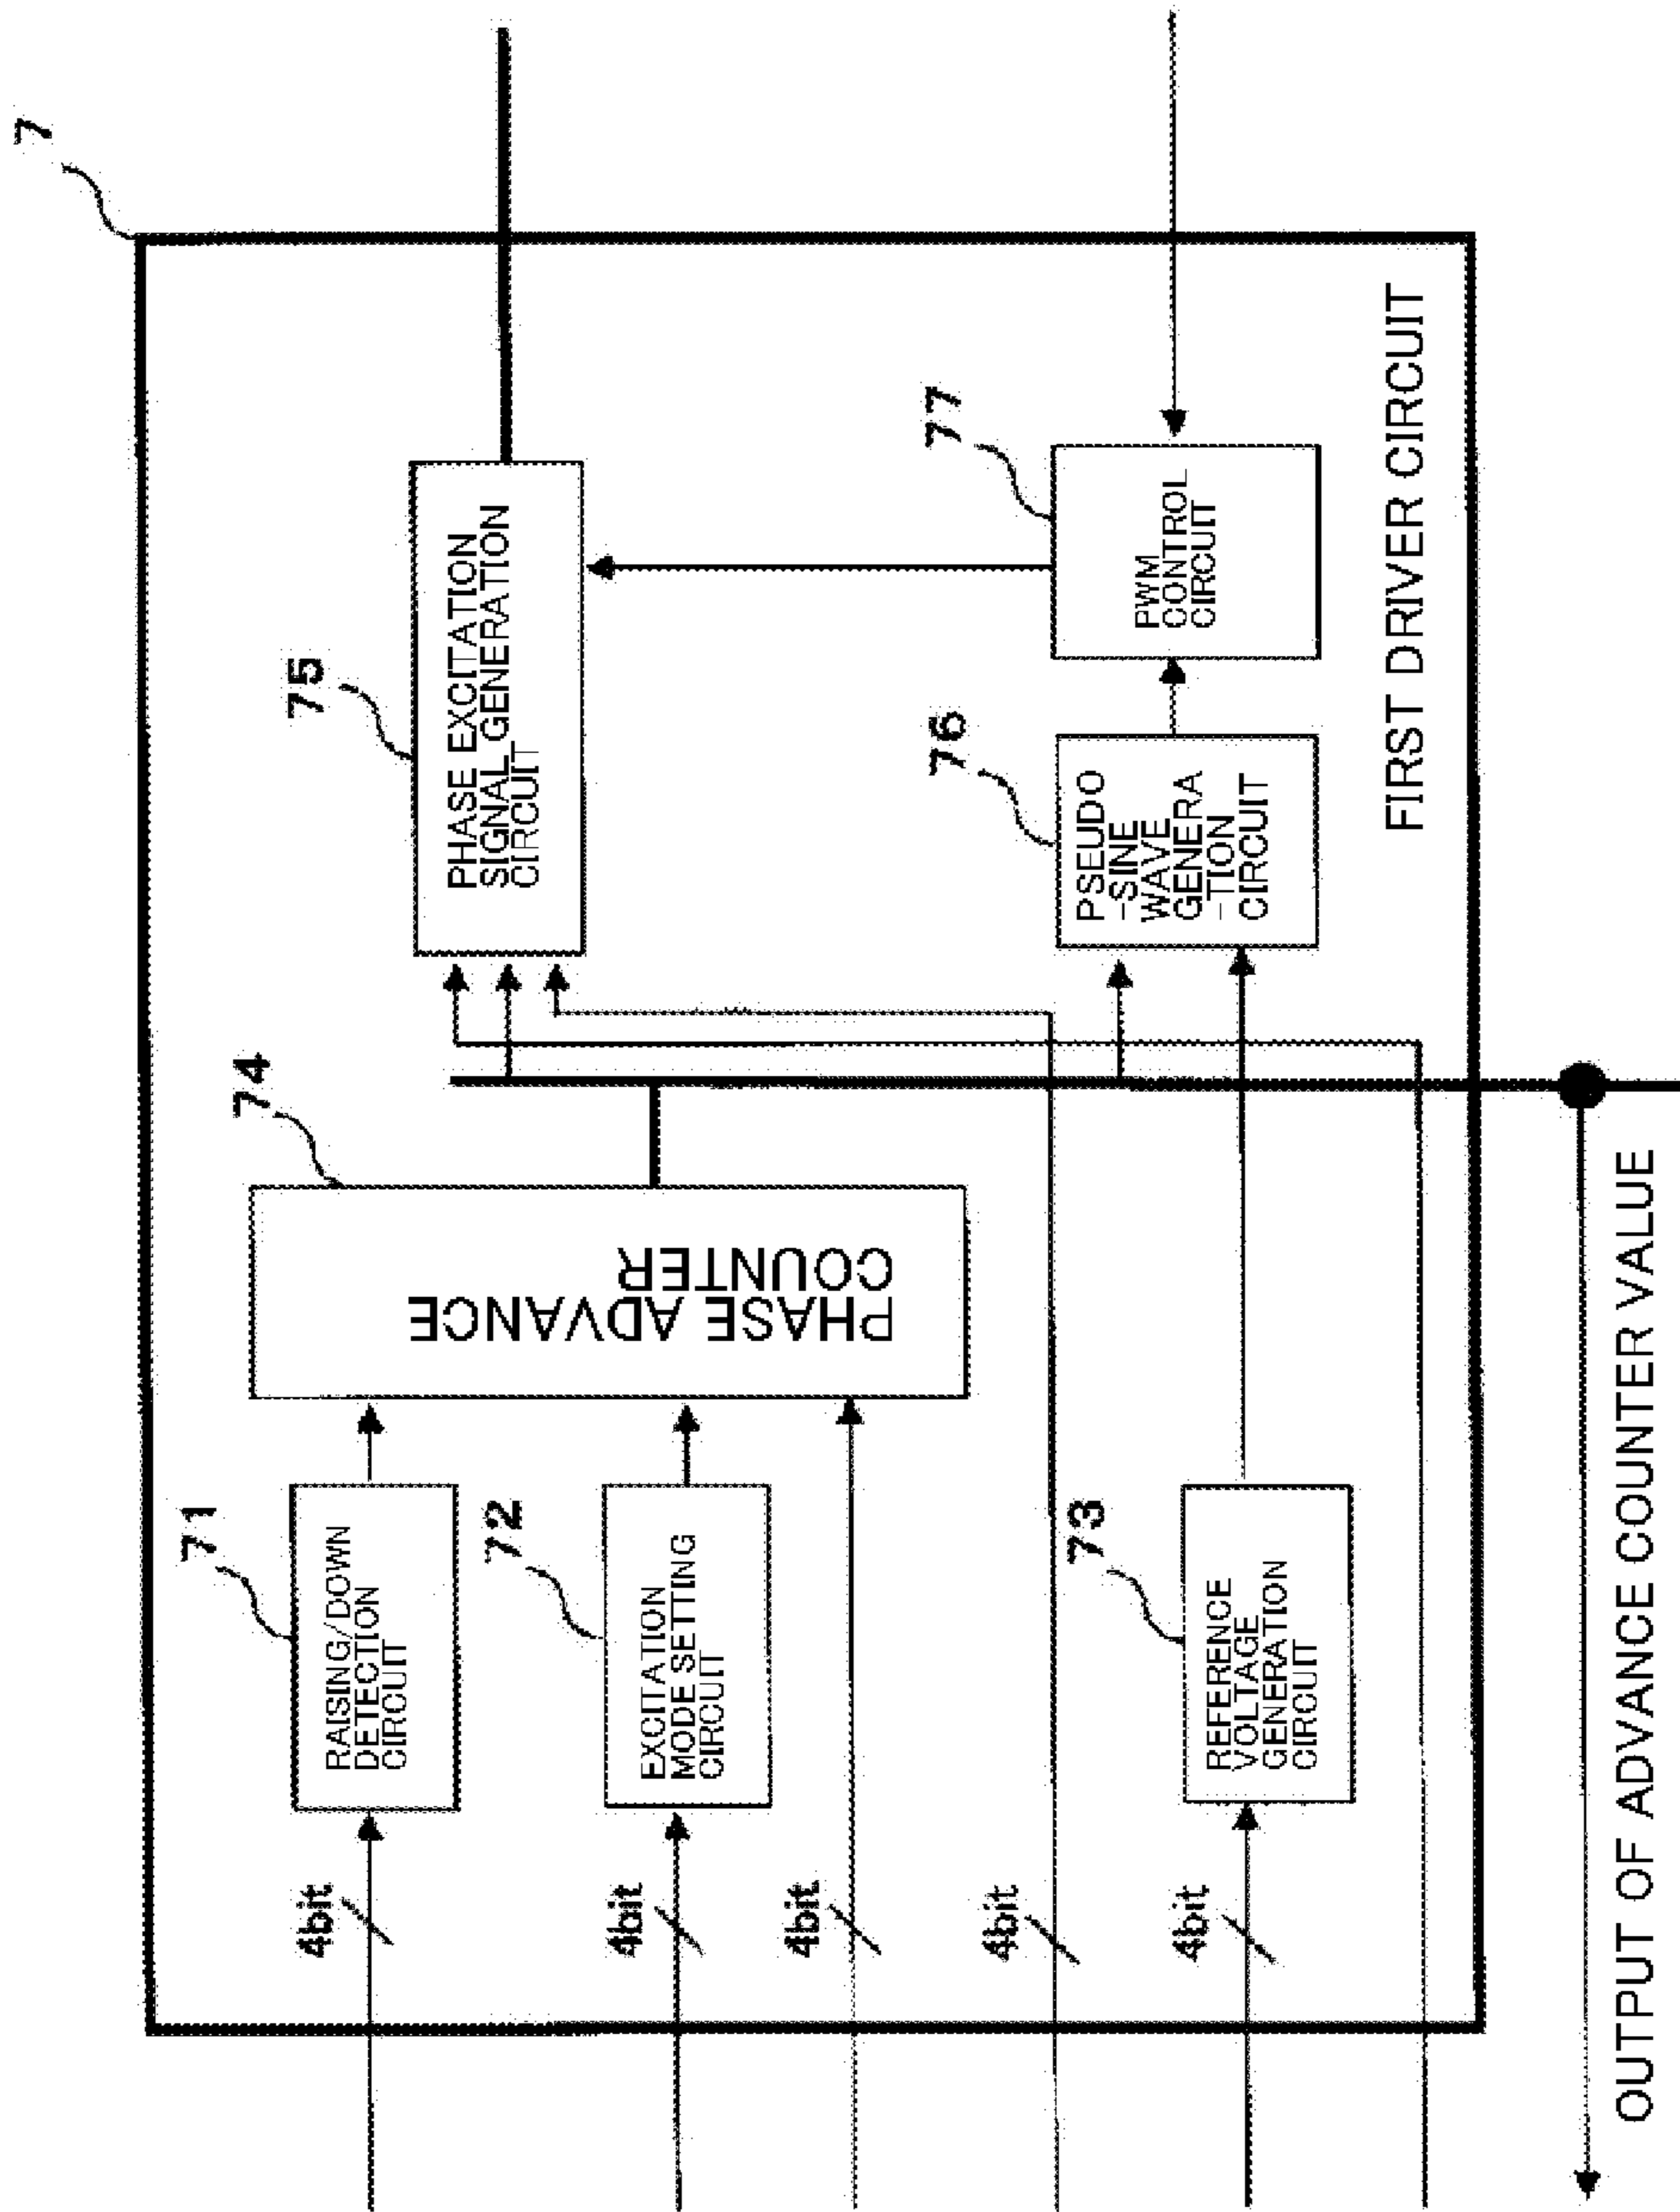 7
71
RAISING/DOWN
DETECTION
CIRCUIT
4bit
72
EXCITATION
MODE SETTING
CIRCUIT
4bit
4bit
4bit
73
REFERENCE
VOLTAGE
GENERATION
CIRCUIT
4bit
74
PHASE ADVANCE
COUNTER
75
PHASE EXCITATION
SIGNAL GENERATION
CIRCUIT
76
PSEUDO
-SINE
WAVE
GENERA
-TION
CIRCUIT
77
PWM
CONTROL
CIRCUIT
FIRST DRIVER CIRCUIT
OUTPUT OF ADVANCE COUNTER VALUE